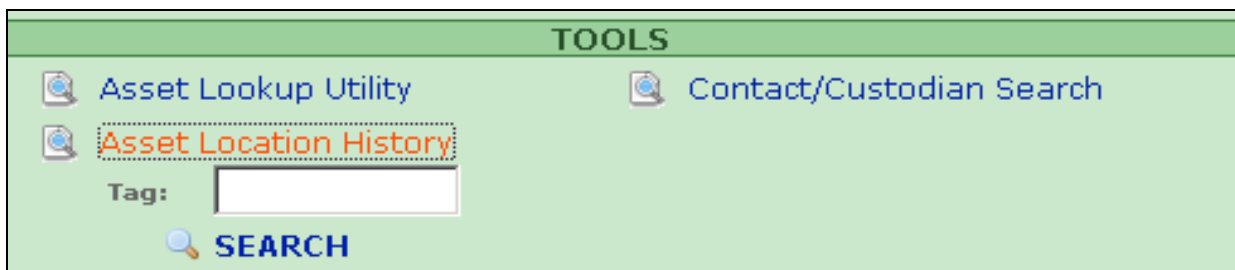 TOOLS
Asset Lookup Utility
Contact/Custodian Search
Asset Location History
Tag:
SEARCH